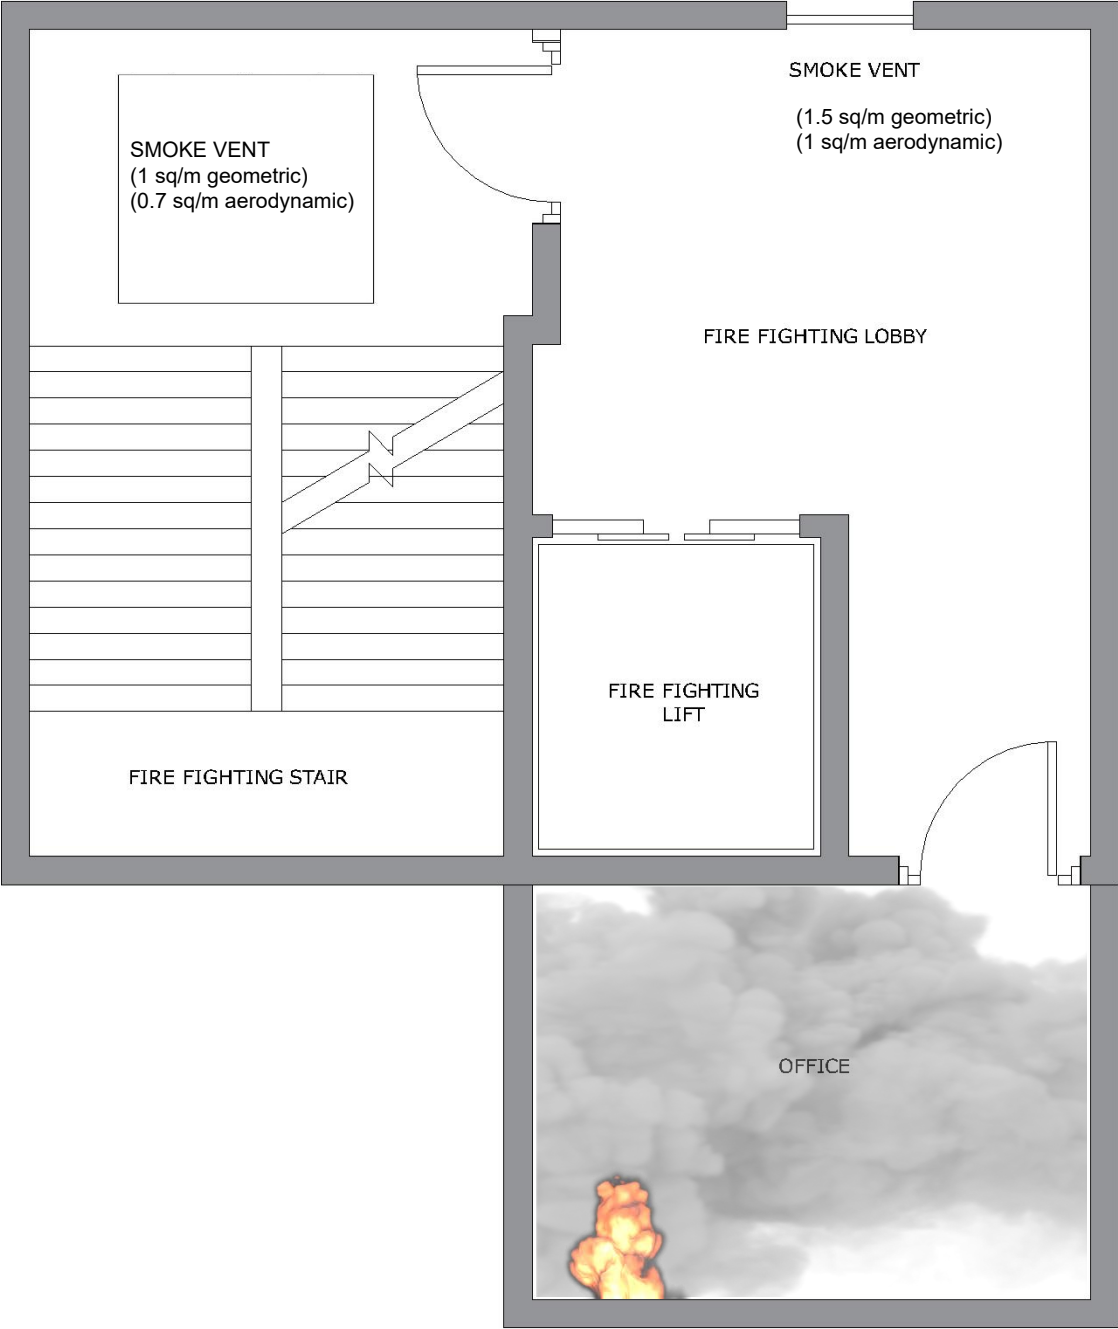 SMOKE VENT
(1.5 sq/m geometric)
(1 sq/m aerodynamic)
SMOKE VENT
(1 sq/m geometric)
(0.7 sq/m aerodynamic)
FIRE FIGHTING LOBBY
FIRE FIGHTING
LIFT
FIRE FIGHTING STAIR
OFFICE